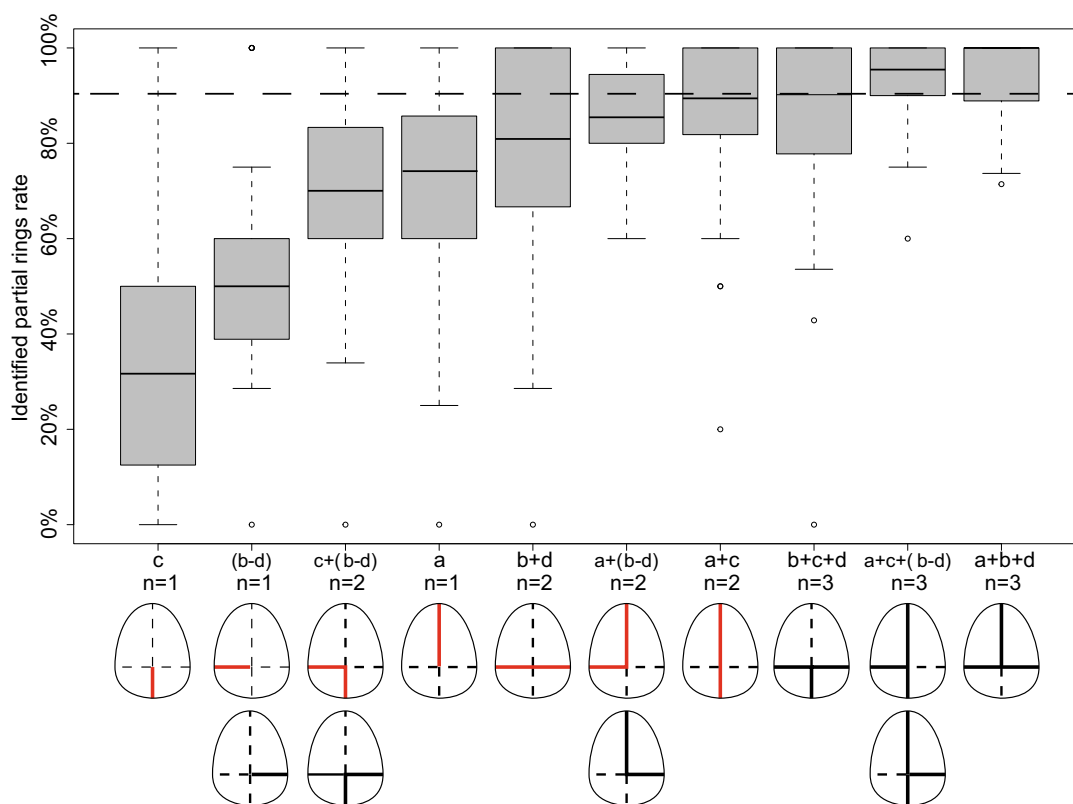 100%
80%
60%
40%
20%
0%
Identified partial rings rate
c (b-d) c+(b-d) a b+d a+(b-d) a+c b+c+d a+c+( b-d) a+b+d
n=1 n=1 n=2 n=1 n=2 n=2 n=2 n=3 n=3 n=3